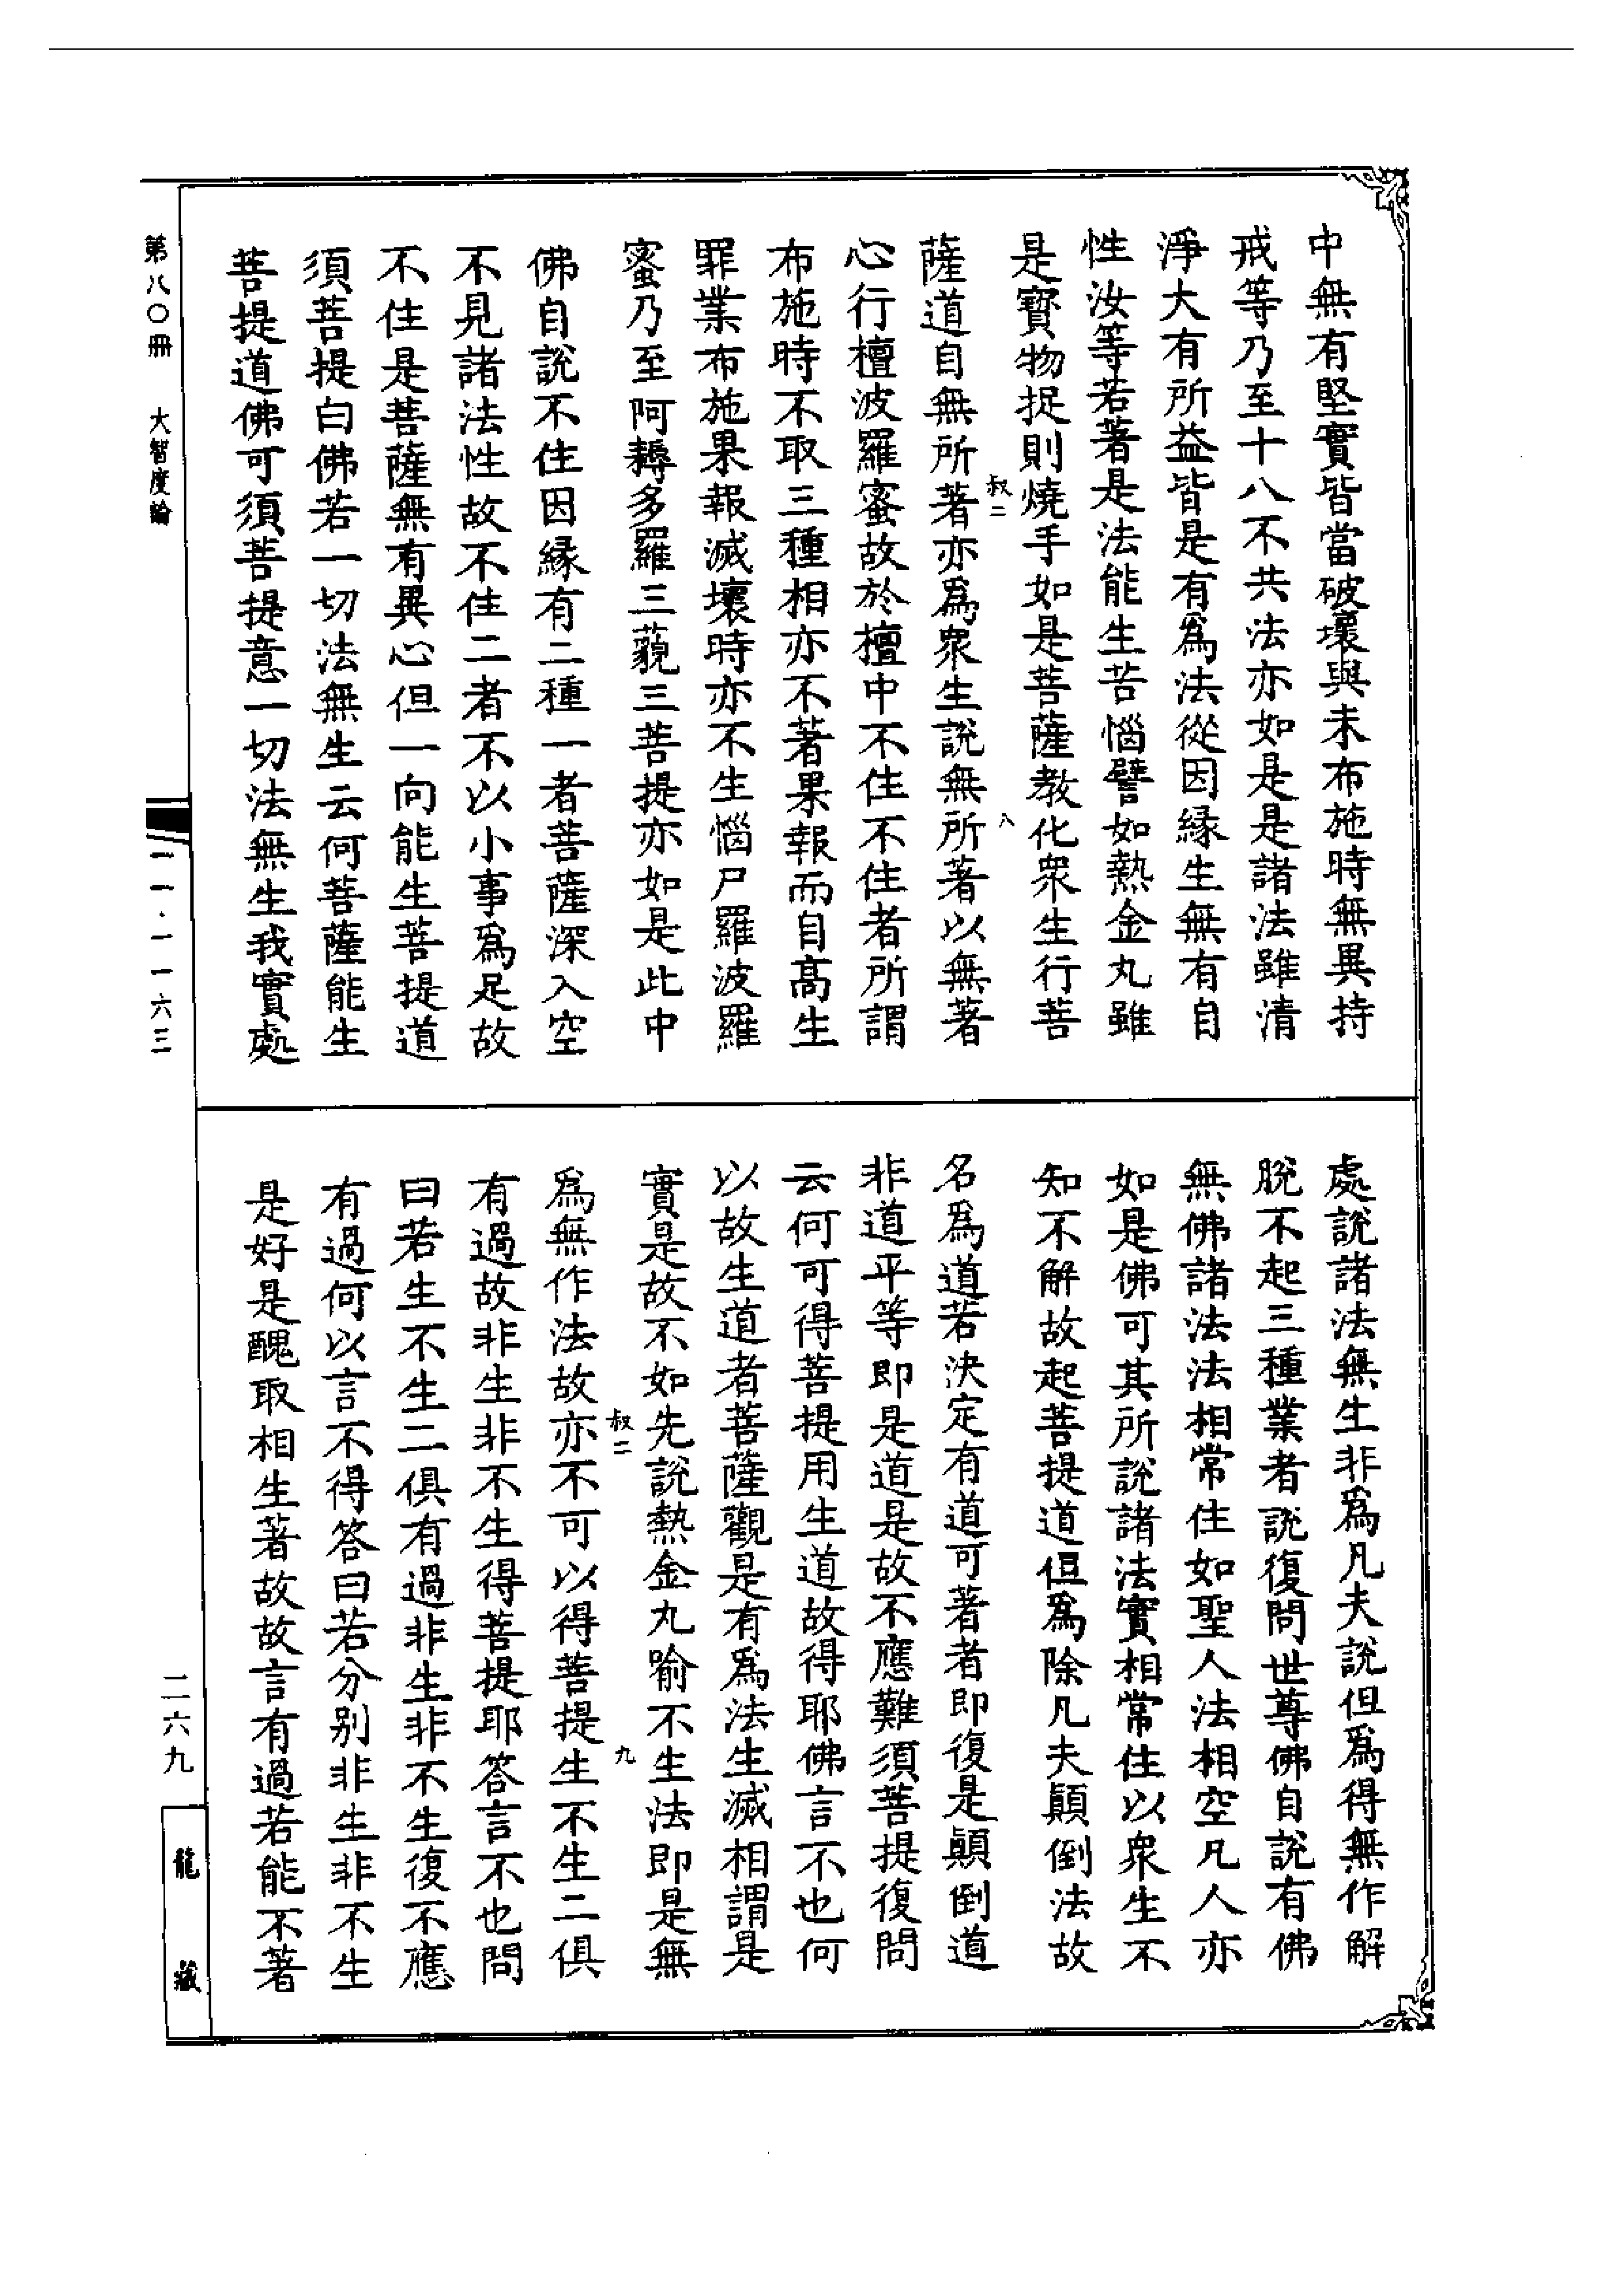 中無有堅實皆當破壞與未布施時無異持
戒等乃至十八不共法亦如是是諸法雖清
淨大有所益皆是有爲法從因緣生無有自
性汝等若著是法能生苦惱譬如熱金丸雖
是寶物捉則燒手如是菩薩教化衆生行菩
叔二
八
薩道自無所著亦爲衆生說無所著以無著
心行檀波羅蜜故於檀中不住不住者所謂
布施時不取三種相亦不著果報而自高生
罪業布施果報滅壞時亦不生惱尸羅波羅
蜜乃至阿耨多羅三藐三菩提亦如是此中
佛自說不住因緣有二種一者菩薩深入空
不見諸法性故不住二者不以小事爲足故
不住是菩薩無有異心但一向能生菩提道
須菩提白佛若一切法無生云何菩薩能生
菩提道佛可須菩提意一切法無生我實處
處說諸法無生非爲凡夫說但爲得無作解
脫不起三種業者說復問世尊佛自說有佛
無佛諸法法相常住如聖人法相空凡人亦
如是佛可其所說諸法實相常住以衆生不
知不解故起菩提道但爲除凡夫顛倒法故
名爲道若決定有道可著者即復是顛倒道
非道平等即是道是故不應難須菩提復問
云何可得菩提用生道故得耶佛言不也何
以故生道者菩薩觀是有爲法生滅相謂是
實是故不如先說熱金丸喻不生法即是無
叔二
九
爲無作法故亦不可以得菩提生不生二俱
有過故非生非不生得菩提耶答言不也問
曰若生不生二俱有過非生非不生復不應
有過何以言不得答曰若分別非生非不生
是好是醜取相生著故故言有過若能不著
第八〇冊 大智度論
一一·一一六三
二六九
龍藏